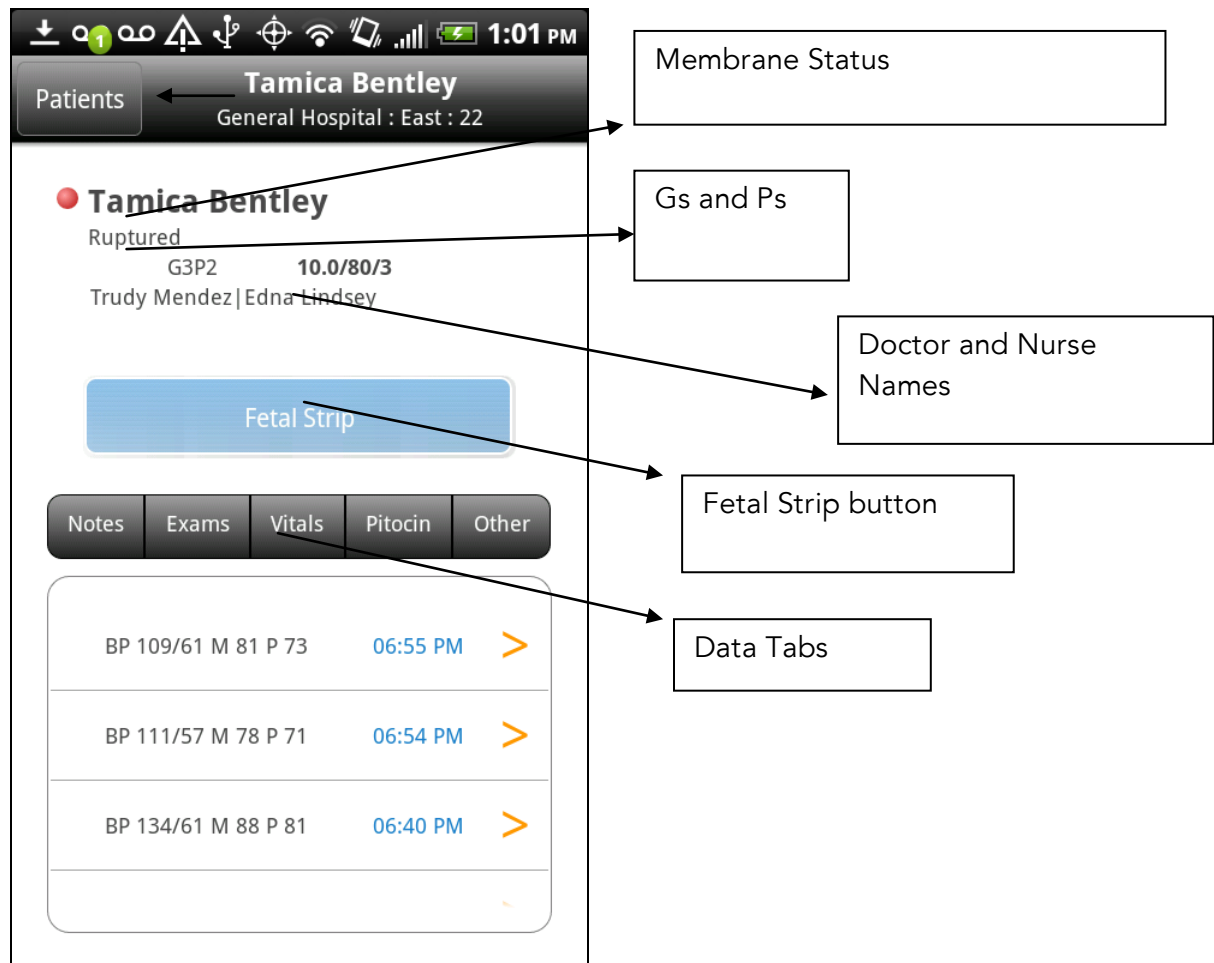 1 1:01 PM
Patients
Tamica Bentley
General Hospital : East : 22
Tamica Bentley
Ruptured
G3P2 10.0/80/3
Trudy Mendez|Edna Lindsey
Fetal Strip
Notes Exams Vitals Pitocin Other
BP 109/61 M 81 P 73 06:55 PM >
BP 111/57 M 78 P 71 06:54 PM >
BP 134/61 M 88 P 81 06:40 PM >
Membrane Status
Gs and Ps
Doctor and Nurse
Names
Fetal Strip button
Data Tabs